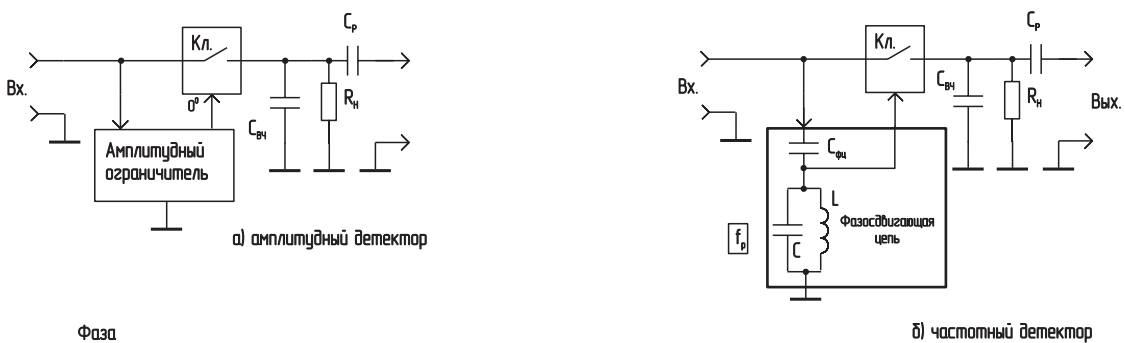 Cр
Кл.
Вх.
0⁰
Rн
Cвч
Амплитудный
ограничитель
а) амплитудный детектор
Фаза
Cр
Кл.
Вх.
Cвч
Rн
Вых.
Cфц
L
Фазосдвигающая
цепь
fр
C
б) частотный детектор